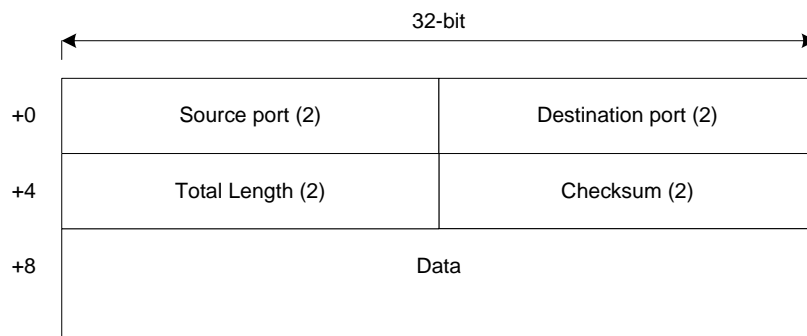 32-bit
+0
Source port (2)
Destination port (2)
+4
Total Length (2)
Checksum (2)
+8
Data